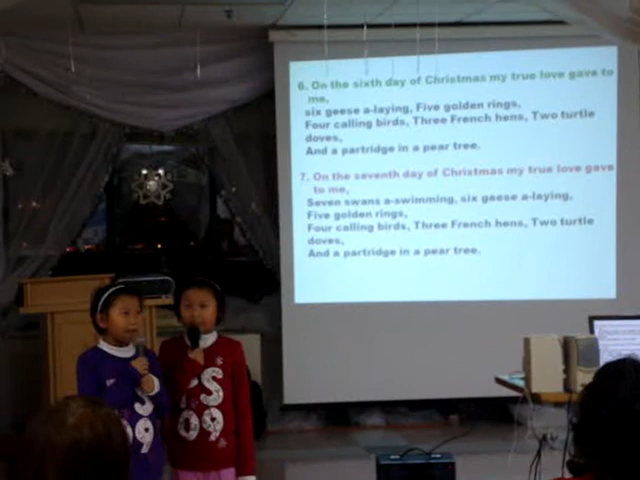 6. On the sixth day of Christmas my true love gave to
me,
six geese a-laying, Five golden rings,
Four calling birds, Three French hens, Two turtle
doves,
And a partridge in a pear tree.
7. On the seventh day of Christmas my true love gave
to me,
Seven swans a-swimming, six geese a-laying,
Five golden rings,
Four calling birds, Three French hens, Two turtle
doves,
And a partridge in a pear tree.
S
09
S
09